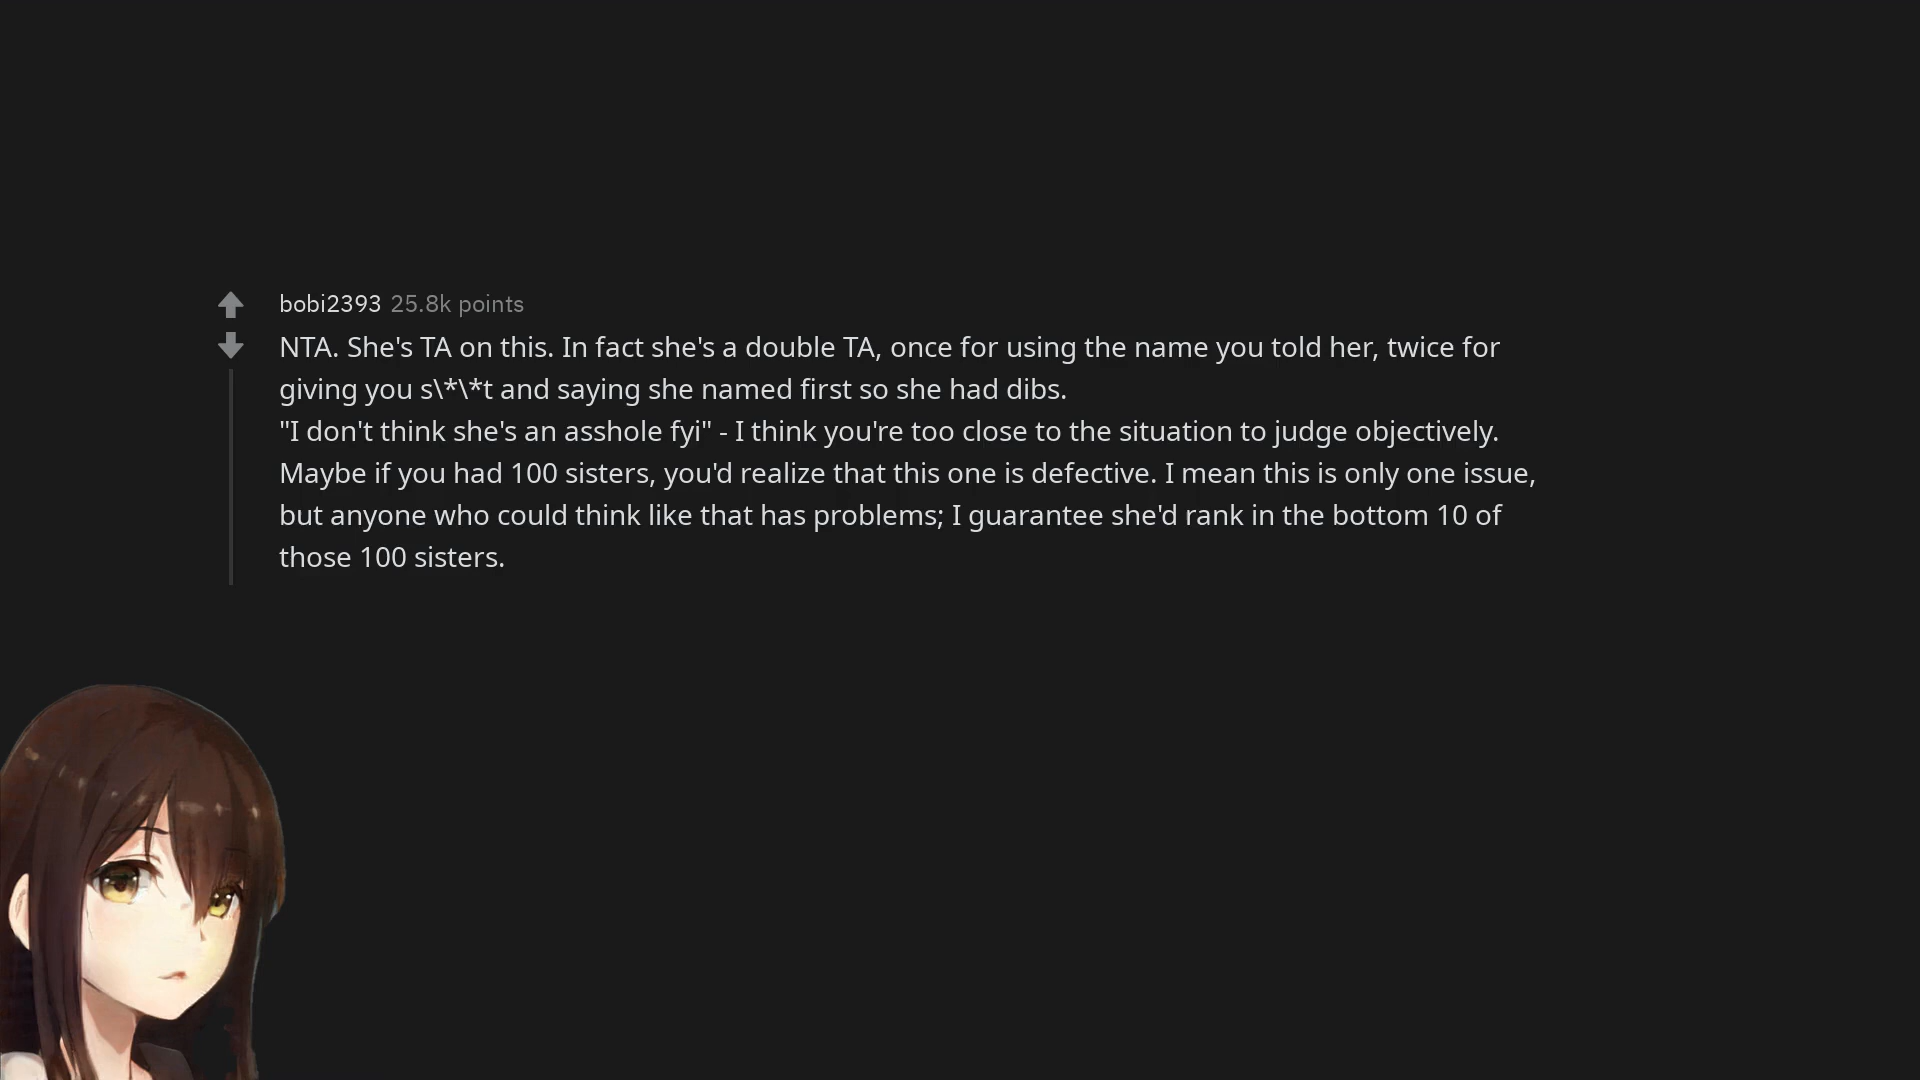 bobi2393 25.8k points
NTA. She's TA on this. In fact she's a double TA, once for using the name you told her, twice for
giving you s\*\*t and saying she named first so she had dibs.
"I don't think she's an asshole fyi" - I think you're too close to the situation to judge objectively.
Maybe if you had 100 sisters, you'd realize that this one is defective. I mean this is only one issue,
but anyone who could think like that has problems; I guarantee she'd rank in the bottom 10 of
those 100 sisters.